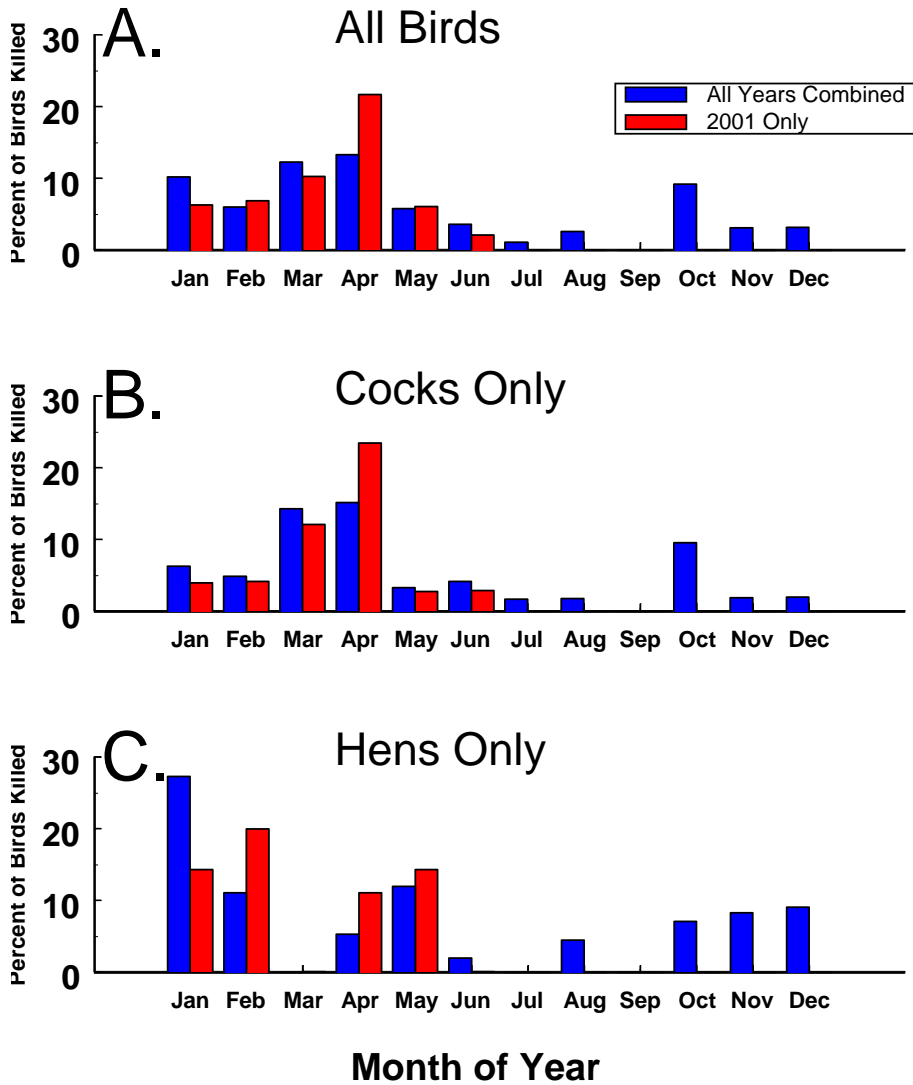 A. All Birds
Percent of Birds Killed
30
20
10
0
All Years Combined
2001 Only
Jan Feb Mar Apr May Jun Jul Aug Sep Oct Nov Dec
B. Cocks Only
Percent of Birds Killed
30
20
10
0
Jan Feb Mar Apr May Jun Jul Aug Sep Oct Nov Dec
C. Hens Only
Percent of Birds Killed
30
20
10
0
Jan Feb Mar Apr May Jun Jul Aug Sep Oct Nov Dec
Month of Year